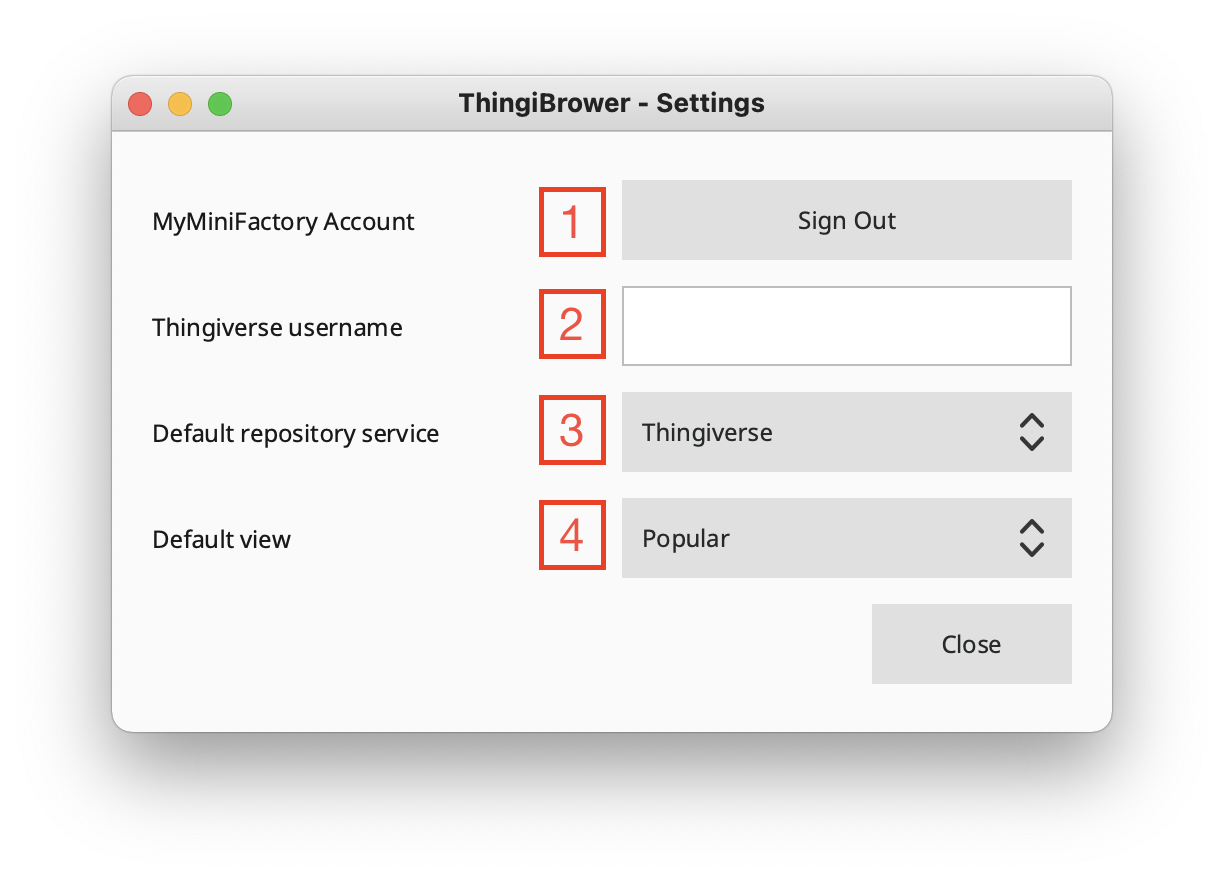 ThingiBrower - Settings
MyMiniFactory Account 1 Sign Out
Thingiverse username 2
Default repository service 3 Thingiverse
Default view 4 Popular
Close